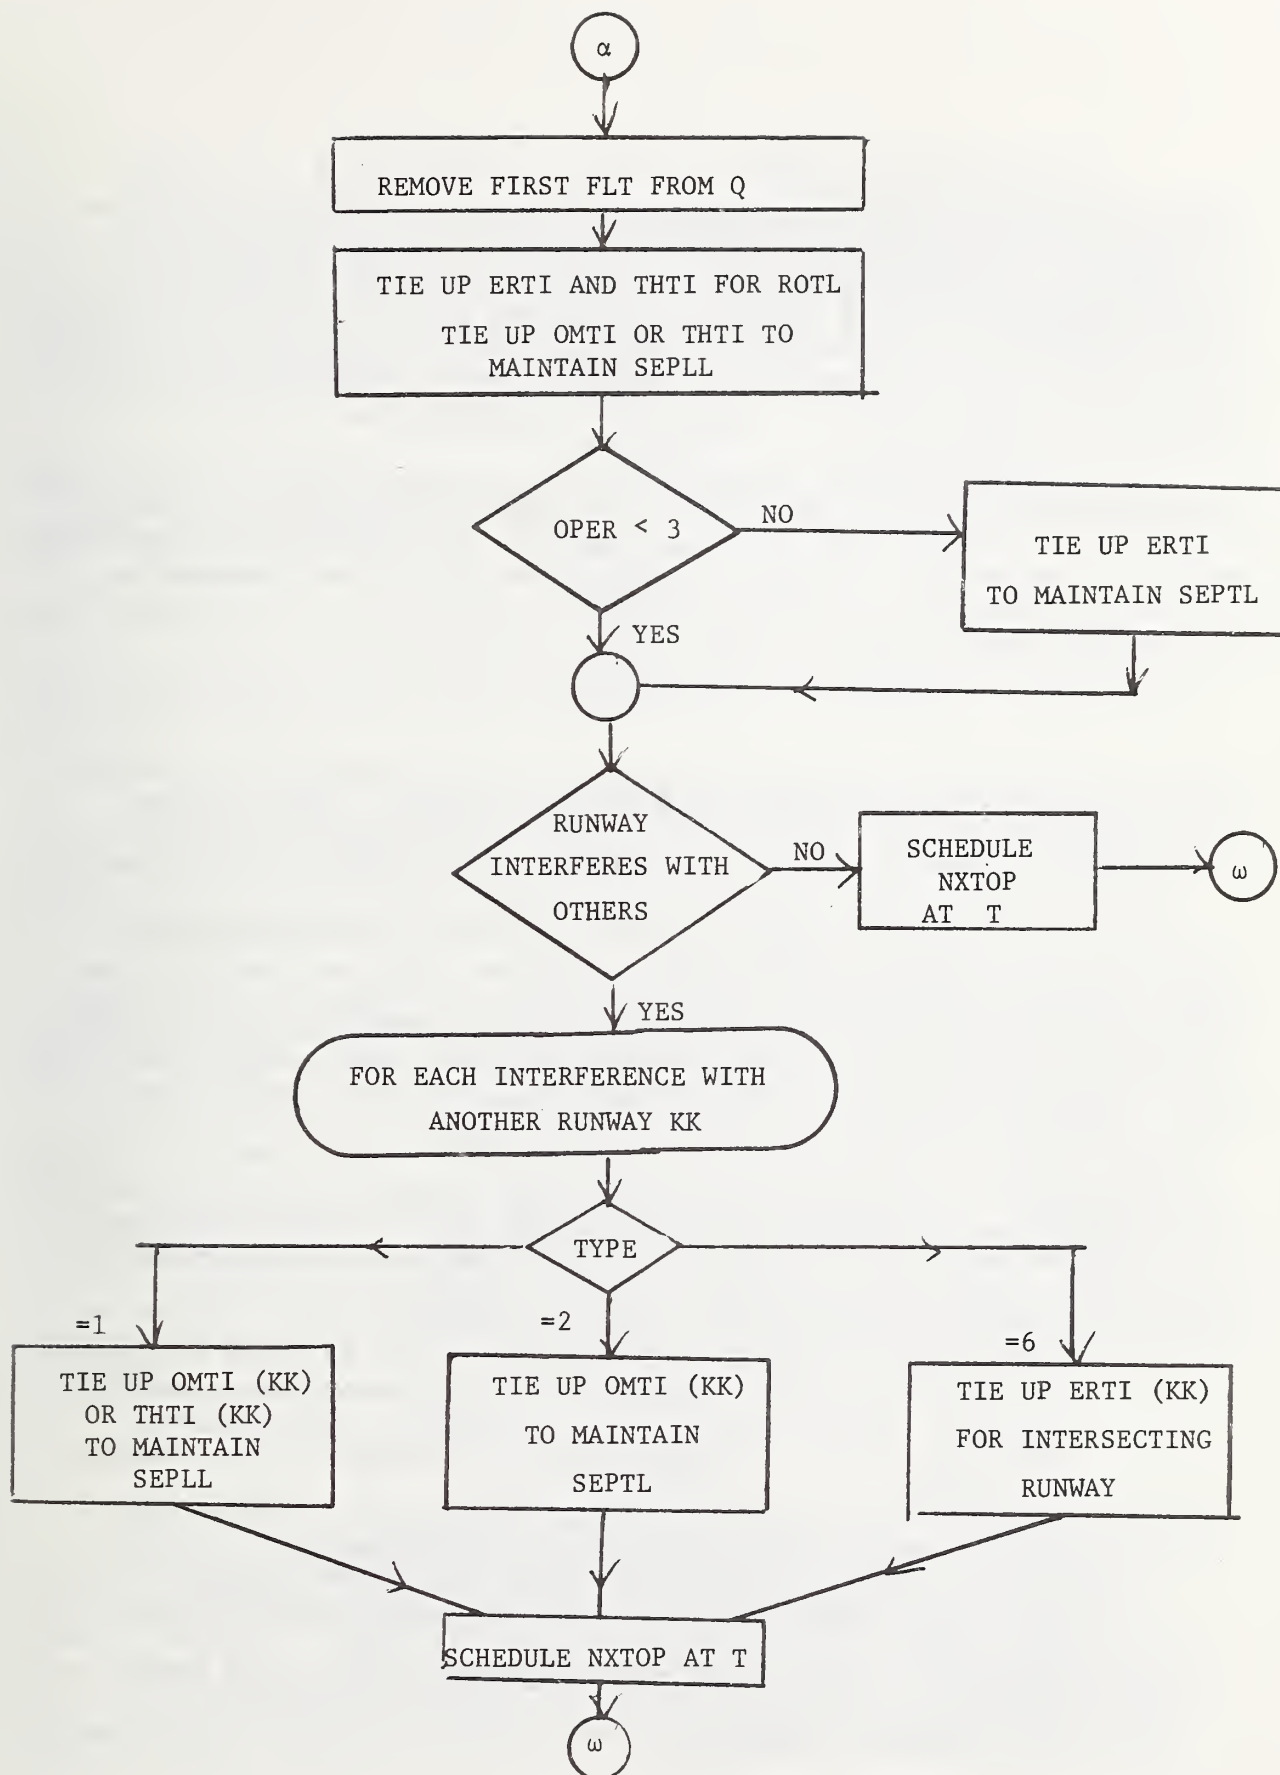 α
REMOVE FIRST FLT FROM Q
TIE UP ERTI AND THTI FOR ROTL
TIE UP OMTI OR THTI TO
MAINTAIN SEPLL
OPER < 3
NO
TIE UP ERTI
TO MAINTAIN SEPTL
YES
RUNWAY
INTERFERES WITH
OTHERS
NO
SCHEDULE
NXTOP
AT T
ω
YES
FOR EACH INTERFERENCE WITH
ANOTHER RUNWAY KK
TYPE
=1
=2
=6
TIE UP OMTI (KK)
OR THTI (KK)
TO MAINTAIN
SEPLL
TIE UP OMTI (KK)
TO MAINTAIN
SEPTL
TIE UP ERTI (KK)
FOR INTERSECTING
RUNWAY
SCHEDULE NXTOP AT T
ω